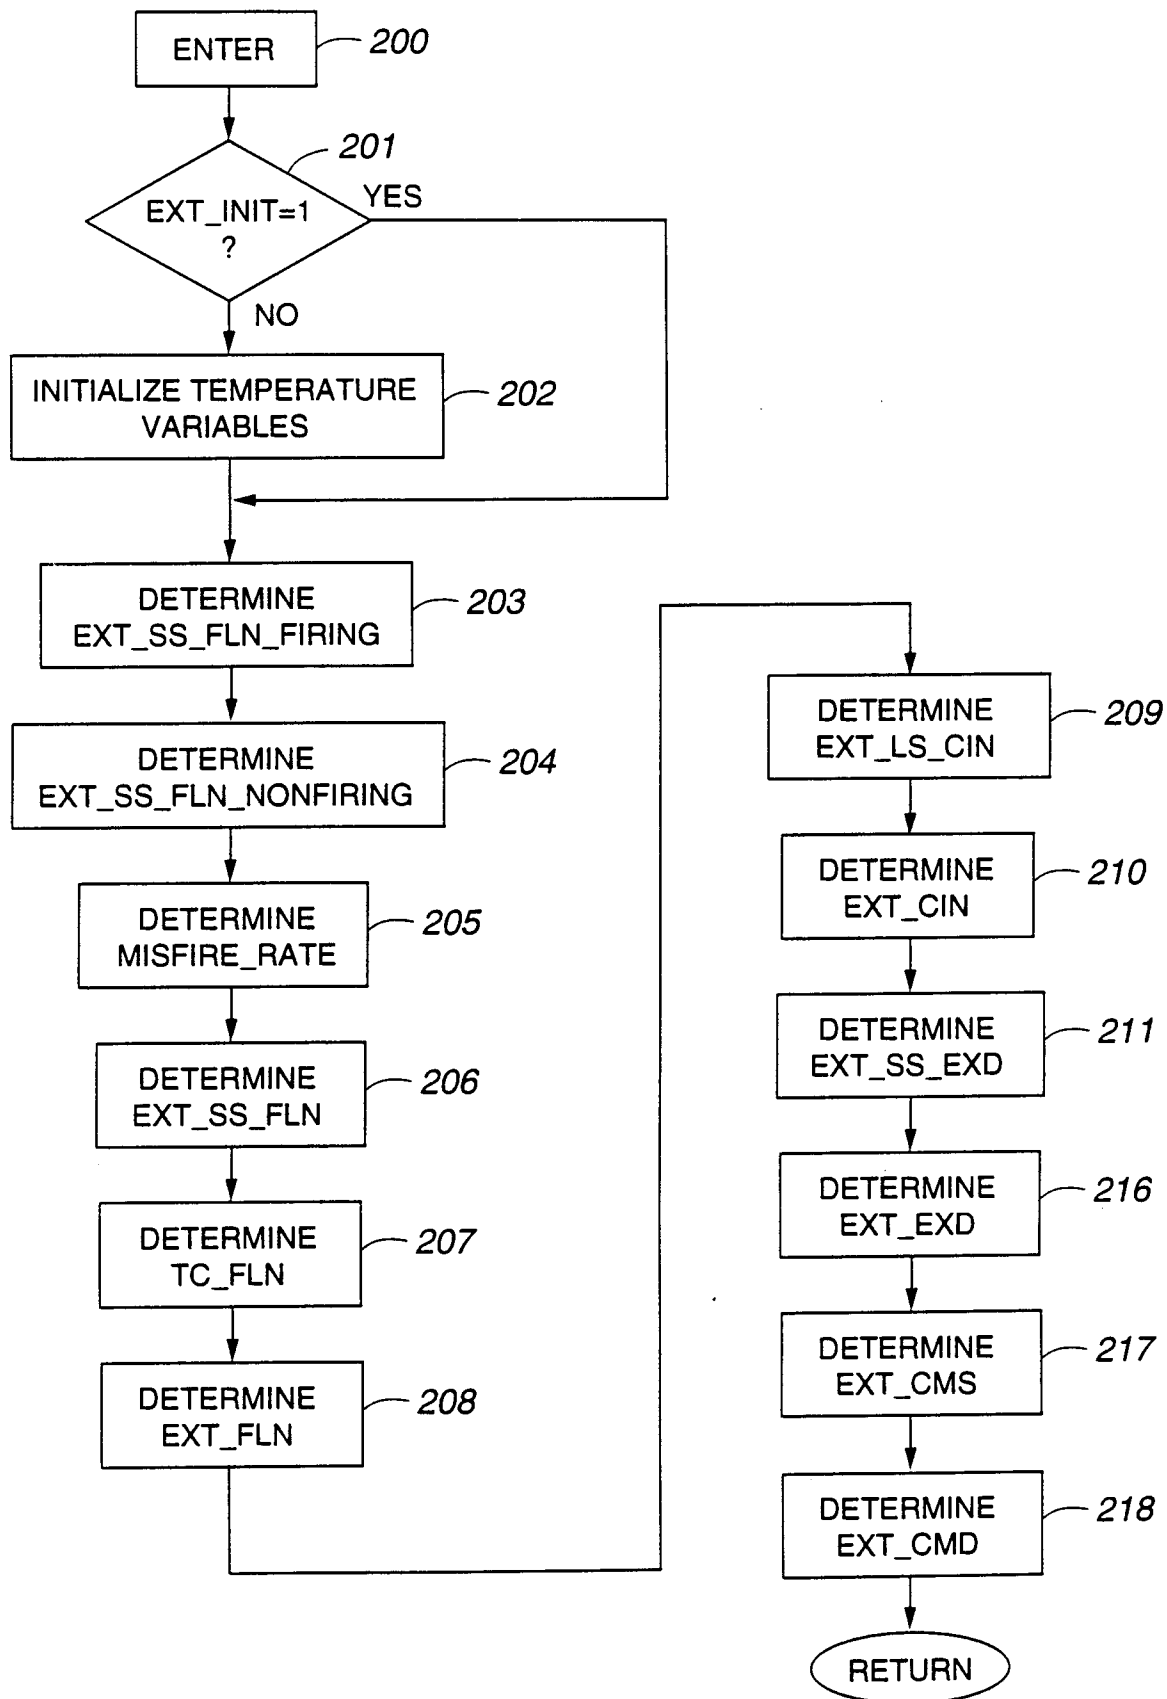 ENTER
200
201
EXT_INIT=1
?
YES
NO
INITIALIZE TEMPERATURE
VARIABLES
202
DETERMINE
EXT_SS_FLN_FIRING
203
DETERMINE
EXT_SS_FLN_NONFIRING
204
DETERMINE
MISFIRE_RATE
205
DETERMINE
EXT_SS_FLN
206
DETERMINE
TC_FLN
207
DETERMINE
EXT_FLN
208
DETERMINE
EXT_LS_CIN
209
DETERMINE
EXT_CIN
210
DETERMINE
EXT_SS_EXD
211
DETERMINE
EXT_EXD
216
DETERMINE
EXT_CMS
217
DETERMINE
EXT_CMD
218
RETURN